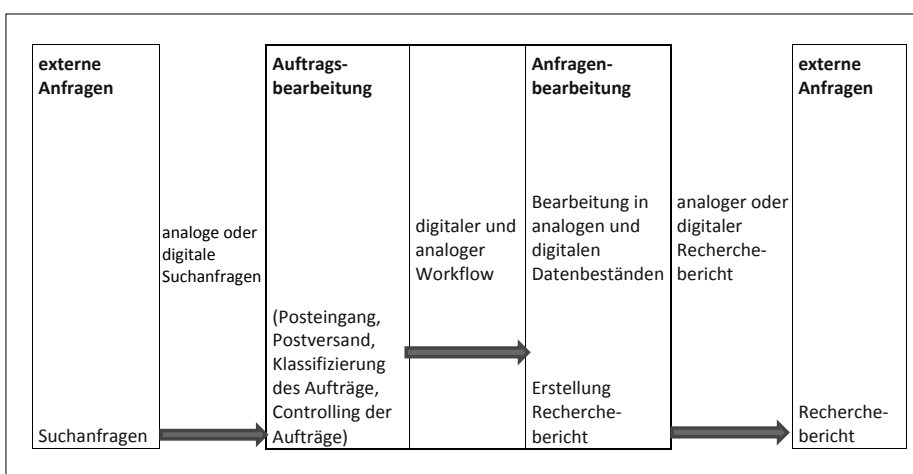 externe
Anfragen
Suchanfragen
analoge oder
digitale
Suchanfragen
Auftrags-
bearbeitung
(Posteingang,
Postversand,
Klassifizierung
des Aufträge,
Controlling der
Aufträge)
digitaler und
analoger
Workflow
Anfragen-
bearbeitung
Bearbeitung in
analogen und
digitalen
Datenbeständen
Erstellung
Recherche-
bericht
analoger oder
digitaler
Recherche-
bericht
externe
Anfragen
Recherche-
bericht